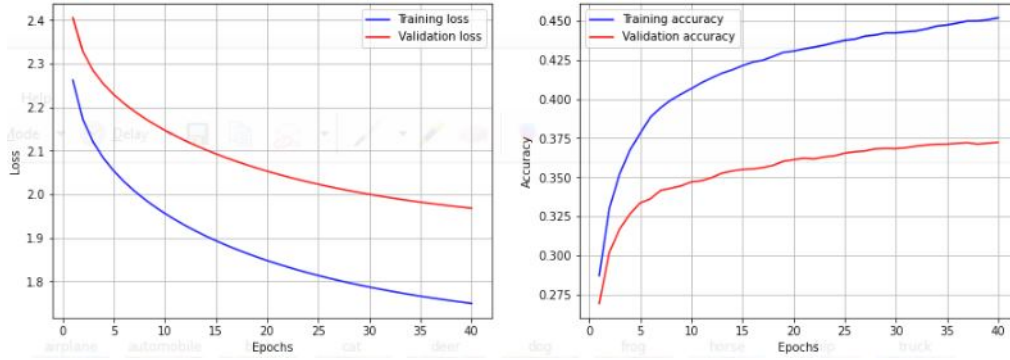 Training loss
Validation loss
2.4
2.3
2.2
2.1
2.0
1.9
1.8
Loss
0 5 10 15 20 25 30 35 40
Epochs
Training accuracy
Validation accuracy
0.450
0.425
0.400
0.375
0.350
0.325
0.300
0.275
Accuracy
0 5 10 15 20 25 30 35 40
Epochs
Mode Delay
airplane automobile cat deer dog frog horse truck